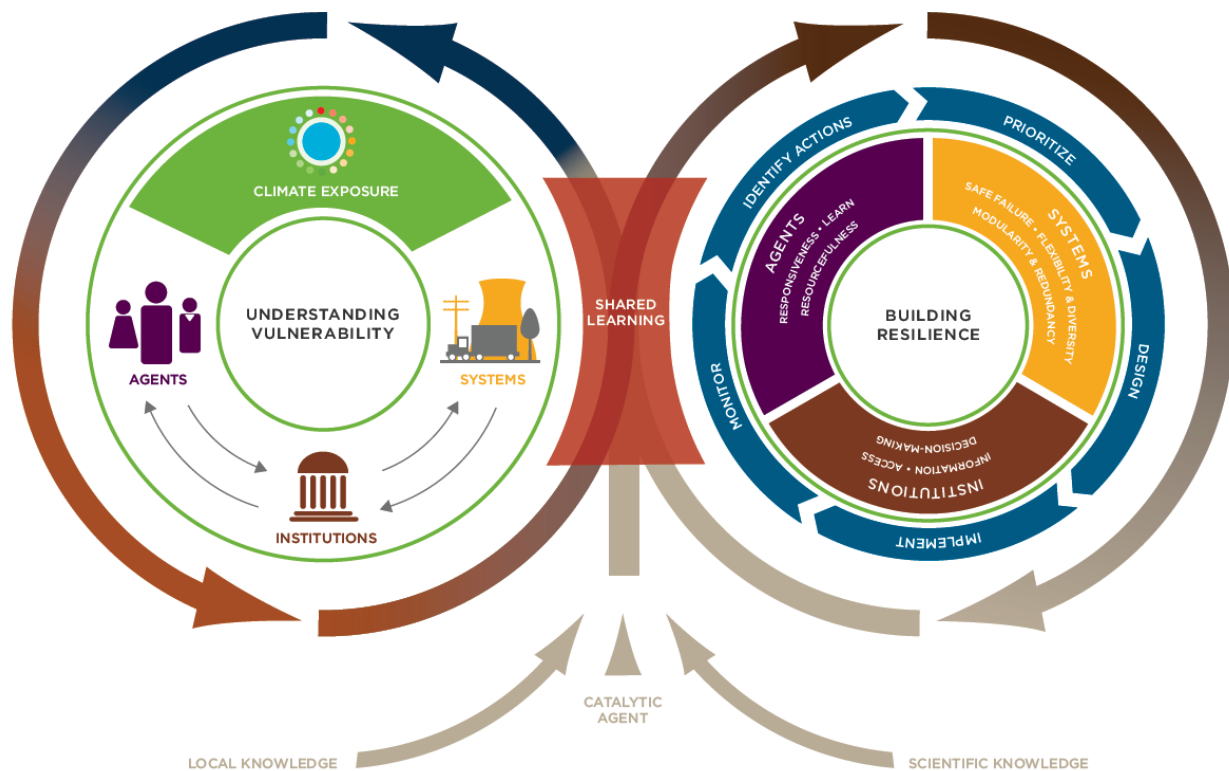 CLIMATE EXPOSURE
UNDERSTANDING
VULNERABILITY
AGENTS
SYSTEMS
INSTITUTIONS
SHARED
LEARNING
IDENTIFY ACTIONS
PRIORITIZE
DESIGN
IMPLEMENT
MONITOR
AGENTS
RESPONSIVENESS • LEARN
RESOURCEFULNESS
SYSTEMS
SAFE FAILURE • FLEXIBILITY & DIVERSITY
MODULARITY & REDUNDANCY
BUILDING
RESILIENCE
INSTITUTIONS
INFORMATION • ACCESS
DECISION-MAKING
CATALYTIC
AGENT
LOCAL KNOWLEDGE
SCIENTIFIC KNOWLEDGE